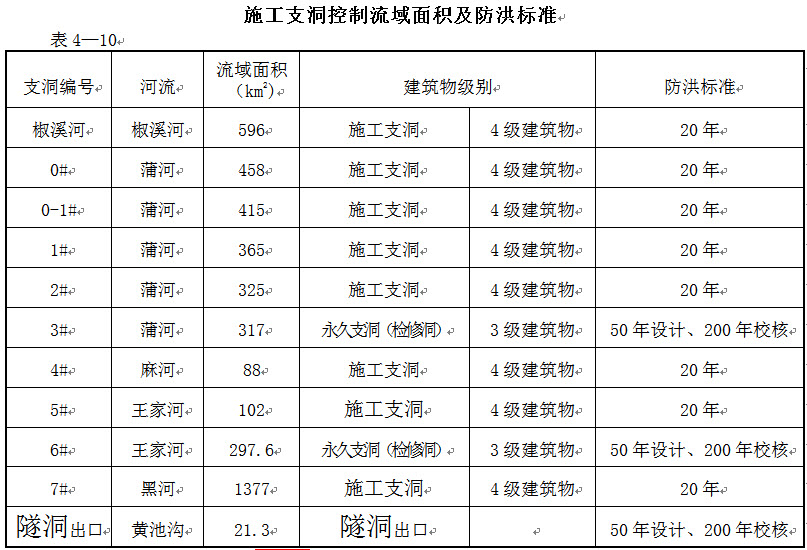 施工支洞控制流域面积及防洪标准
表 4—10
支洞编号 河流 流域面积（km²） 建筑物级别 防洪标准
椒溪河 椒溪河 596 施工支洞 4 级建筑物 20 年
0# 蒲河 458 施工支洞 4 级建筑物 20 年
0-1# 蒲河 415 施工支洞 4 级建筑物 20 年
1# 蒲河 365 施工支洞 4 级建筑物 20 年
2# 蒲河 325 施工支洞 4 级建筑物 20 年
3# 蒲河 317 永久支洞（检修洞） 3 级建筑物 50 年设计、200 年校核
4# 麻河 88 施工支洞 4 级建筑物 20 年
5# 王家河 102 施工支洞 4 级建筑物 20 年
6# 王家河 297.6 永久支洞（检修洞） 3 级建筑物 50 年设计、200 年校核
7# 黑河 1377 施工支洞 4 级建筑物 20 年
隧洞出口 黄池沟 21.3 隧洞出口 50 年设计、200 年校核